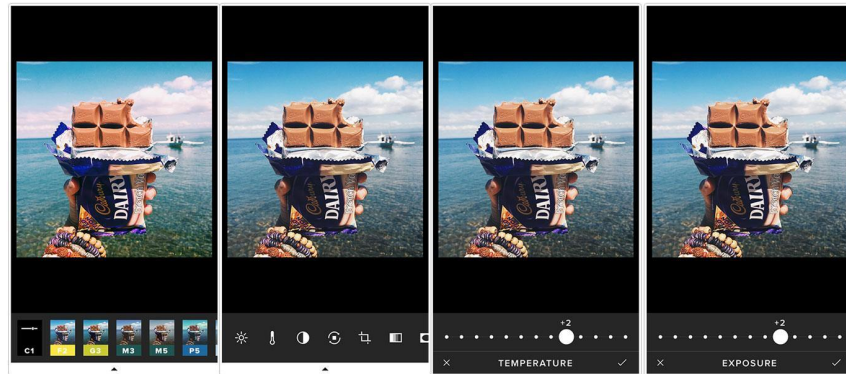 Cadbury
DAIRY
C1
F2
G3
M3
M5
P5
Cadbury
DAIRY
Cadbury
DAIRY
+2
TEMPERATURE
Cadbury
DAIRY
+2
EXPOSURE